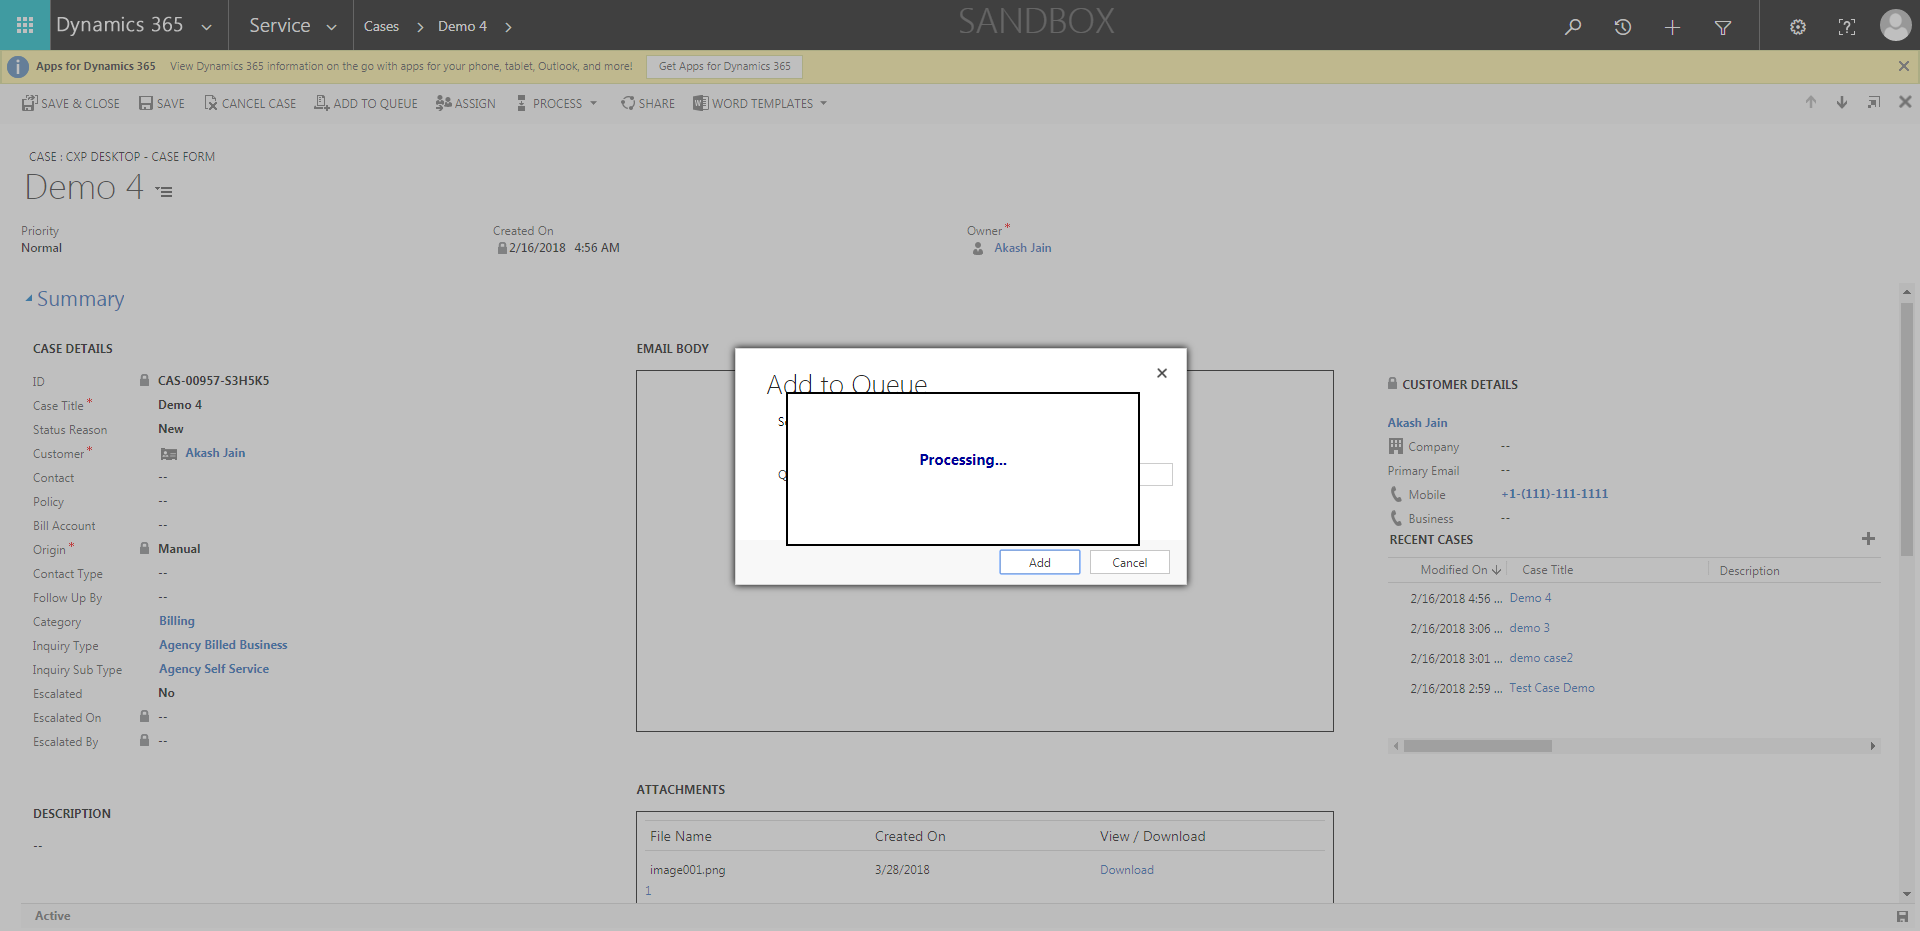 Dynamics 365 Service Cases Demo 4 SANDBOX
Apps for Dynamics 365 View Dynamics 365 information on the go with apps for your phone, tablet, Outlook, and more! Get Apps for Dynamics 365
SAVE & CLOSE SAVE CANCEL CASE ADD TO QUEUE ASSIGN PROCESS SHARE WORD TEMPLATES
CASE : CXP DESKTOP - CASE FORM
Demo 4
Priority
Normal
Created On
2/16/2018 4:56 AM
Owner*
Akash Jain
Summary
CASE DETAILS
ID CAS-00957-S3H5K5
Case Title* Demo 4
Status Reason New
Customer* Akash Jain
Contact --
Policy --
Bill Account --
Origin* Manual
Contact Type --
Follow Up By --
Category Billing
Inquiry Type Agency Billed Business
Inquiry Sub Type Agency Self Service
Escalated No
Escalated On --
Escalated By --
DESCRIPTION
--
EMAIL BODY
Add to Queue
Processing...
Add Cancel
ATTACHMENTS
File Name Created On View / Download
image001.png 3/28/2018 Download
1
CUSTOMER DETAILS
Akash Jain
Company --
Primary Email --
Mobile +1-(111)-111-1111
Business --
RECENT CASES
Modified On Case Title Description
2/16/2018 4:56 ... Demo 4
2/16/2018 3:06 ... demo 3
2/16/2018 3:01 ... demo case2
2/16/2018 2:59 ... Test Case Demo
Active